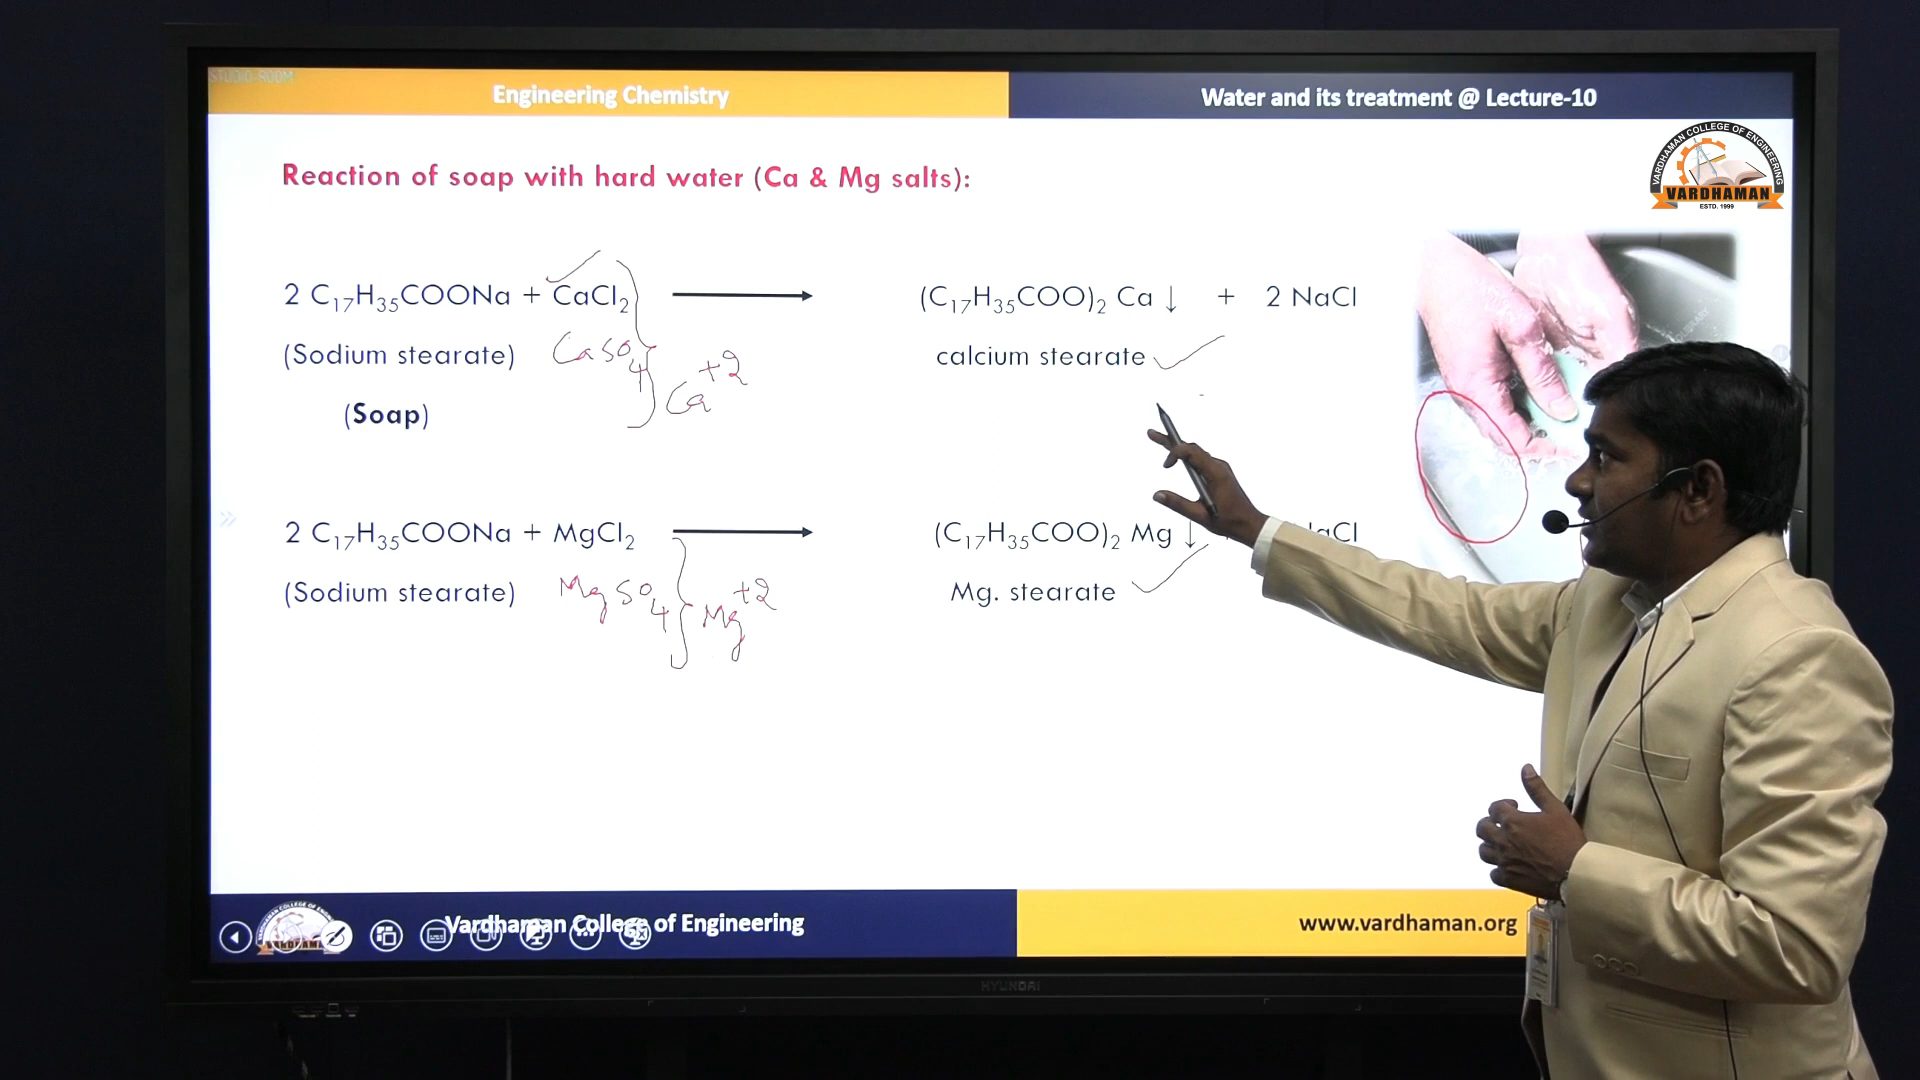 STUDIO-ROOM
Engineering Chemistry
Water and its treatment @ Lecture-10
VARDHAMAN COLLEGE OF ENGINEERING
VARDHAMAN
ESTD. 1999
Reaction of soap with hard water (Ca & Mg salts):
2 C₁₇H₃₅COONa + CaCl₂ ⟶ (C₁₇H₃₅COO)₂ Ca ↓ + 2 NaCl
(Sodium stearate) CaSO₄ calcium stearate ✓
Ca⁺²
(Soap)
2 C₁₇H₃₅COONa + MgCl₂ ⟶ (C₁₇H₃₅COO)₂ Mg ↓ NaCl
(Sodium stearate) MgSO₄ Mg⁺² Mg. stearate ✓
Vardhaman College of Engineering
www.vardhaman.org
HYUNDAI